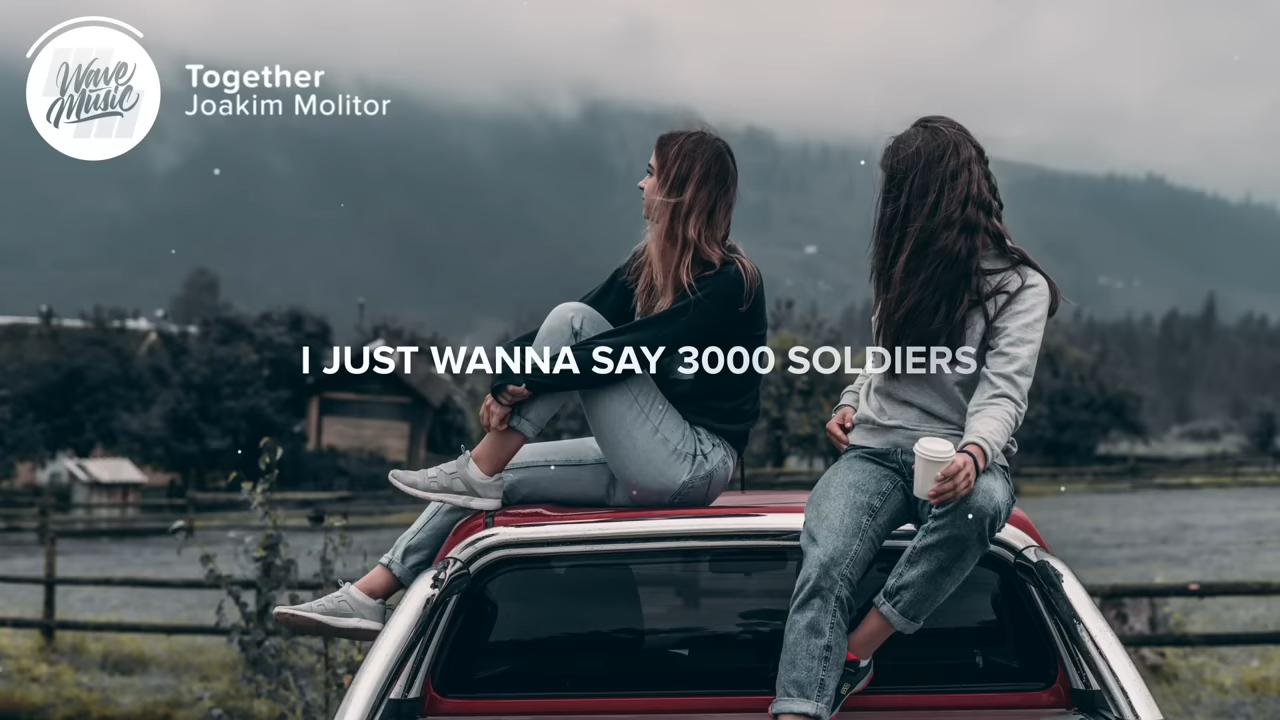 Wave
Music
Together
Joakim Molitor
I JUST WANNA SAY 3000 SOLDIERS